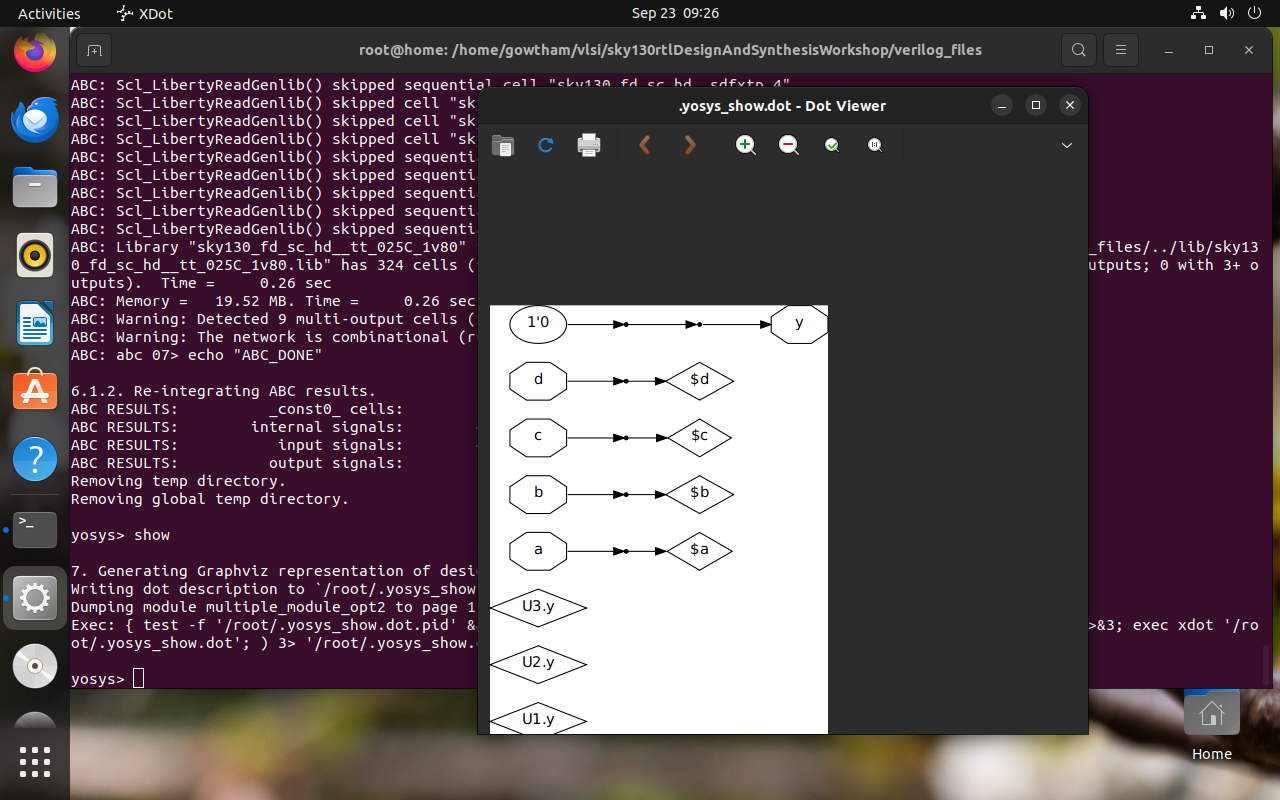 Activities
XDot
Sep 23 09:26
root@home: /home/gowtham/vlsi/sky130rtlDesignAndSynthesisWorkshop/verilog_files
ABC: Scl_LibertyReadGenlib() skipped sequential cell "sky130_fd_sc_hd__sdfxtp_4"
ABC: Scl_LibertyReadGenlib() skipped cell "sk
ABC: Scl_LibertyReadGenlib() skipped cell "sk
ABC: Scl_LibertyReadGenlib() skipped cell "sk
ABC: Scl_LibertyReadGenlib() skipped sequenti
ABC: Scl_LibertyReadGenlib() skipped sequenti
ABC: Scl_LibertyReadGenlib() skipped sequenti
ABC: Scl_LibertyReadGenlib() skipped sequenti
ABC: Scl_LibertyReadGenlib() skipped sequenti
ABC: Library "sky130_fd_sc_hd__tt_025C_1v80" _files/../lib/sky13
0_fd_sc_hd__tt_025C_1v80.lib" has 324 cells ( utputs; 0 with 3+ o
utputs). Time = 0.26 sec
ABC: Memory = 19.52 MB. Time = 0.26 sec
ABC: Warning: Detected 9 multi-output cells (
ABC: Warning: The network is combinational (r
ABC: abc 07> echo "ABC_DONE"
6.1.2. Re-integrating ABC results.
ABC RESULTS: _const0_ cells:
ABC RESULTS: internal signals:
ABC RESULTS: input signals:
ABC RESULTS: output signals:
Removing temp directory.
Removing global temp directory.
yosys> show
7. Generating Graphviz representation of desi
Writing dot description to `/root/.yosys_show
Dumping module multiple_module_opt2 to page 1
Exec: { test -f '/root/.yosys_show.dot.pid' & >&3; exec xdot '/ro
ot/.yosys_show.dot'; ) 3> '/root/.yosys_show.
yosys>
.yosys_show.dot - Dot Viewer
1'0
y
d
$d
c
$c
b
$b
a
$a
U3.y
U2.y
U1.y
Home